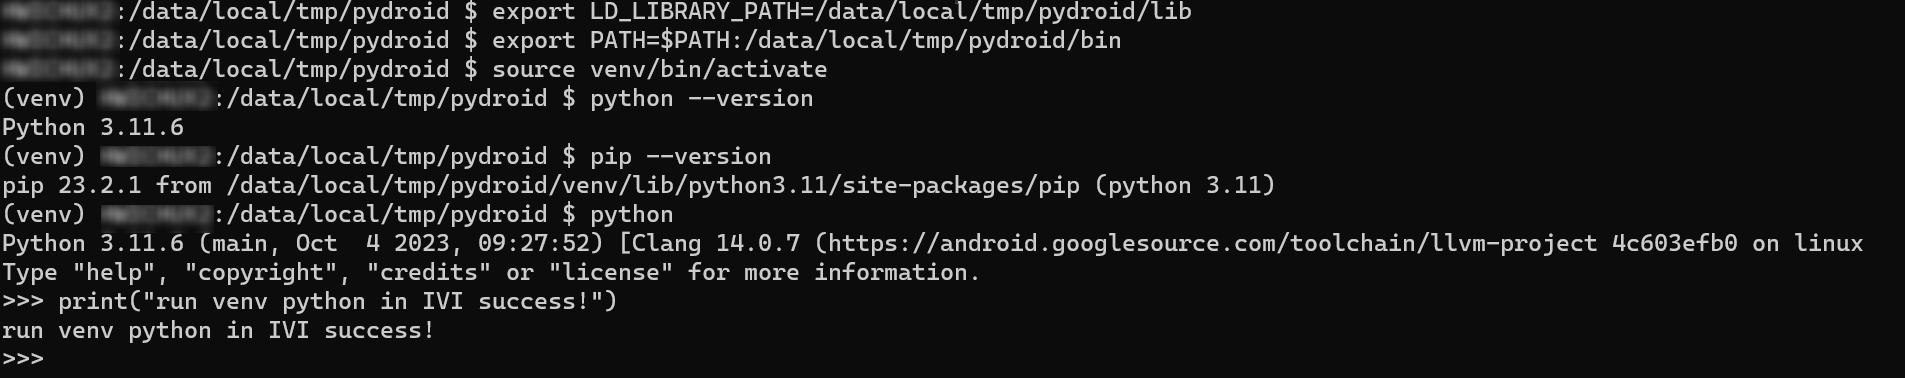 :/data/local/tmp/pydroid $ export LD_LIBRARY_PATH=/data/local/tmp/pydroid/lib
:/data/local/tmp/pydroid $ export PATH=$PATH:/data/local/tmp/pydroid/bin
:/data/local/tmp/pydroid $ source venv/bin/activate
(venv) :/data/local/tmp/pydroid $ python --version
Python 3.11.6
(venv) :/data/local/tmp/pydroid $ pip --version
pip 23.2.1 from /data/local/tmp/pydroid/venv/lib/python3.11/site-packages/pip (python 3.11)
(venv) :/data/local/tmp/pydroid $ python
Python 3.11.6 (main, Oct  4 2023, 09:27:52) [Clang 14.0.7 (https://android.googlesource.com/toolchain/llvm-project 4c603efb0 on linux
Type "help", "copyright", "credits" or "license" for more information.
>>> print("run venv python in IVI success!")
run venv python in IVI success!
>>>